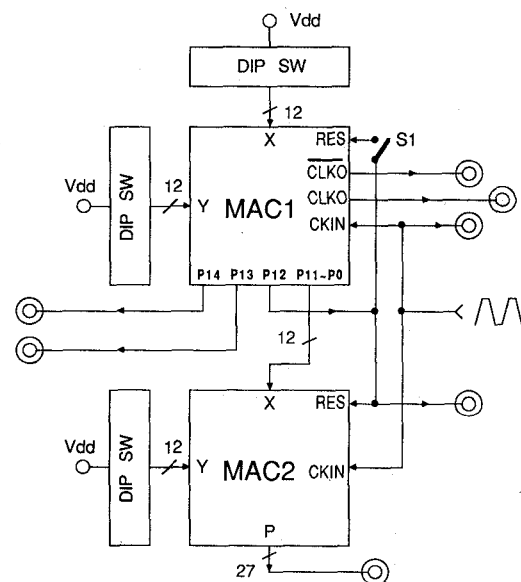 Vdd
DIP SW
12
X
RES
S1
CLKO
CLKO
CKIN
Vdd
DIP SW
12
Y
MAC1
P14 P13 P12 P11~P0
12
X
RES
Vdd
DIP SW
12
Y
MAC2
CKIN
P
27